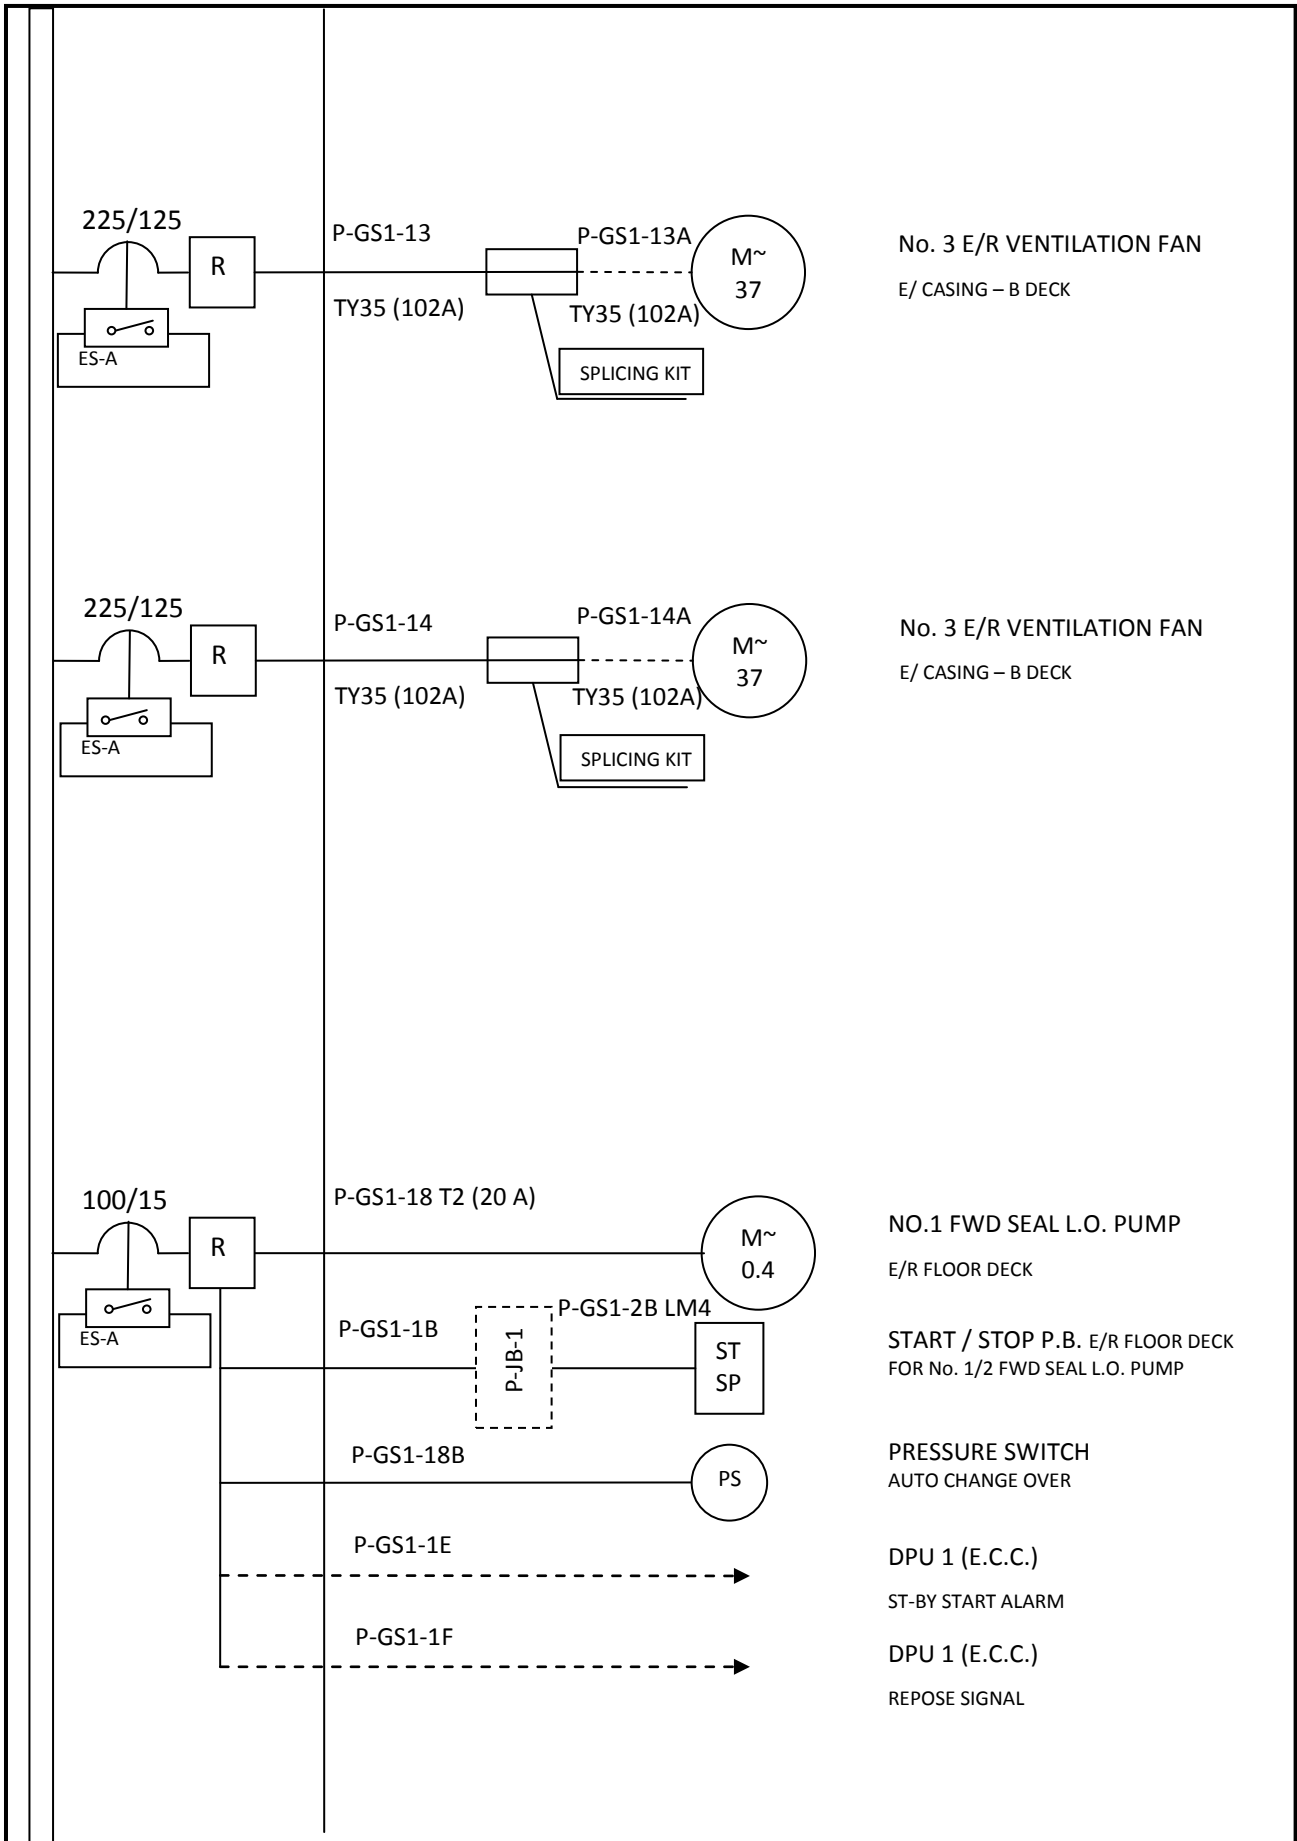 225/125
R
P-GS1-13
P-GS1-13A
M~
37
No. 3 E/R VENTILATION FAN
E/ CASING – B DECK
TY35 (102A)
TY35 (102A)
ES-A
SPLICING KIT
225/125
R
P-GS1-14
P-GS1-14A
M~
37
No. 3 E/R VENTILATION FAN
E/ CASING – B DECK
TY35 (102A)
TY35 (102A)
ES-A
SPLICING KIT
100/15
R
P-GS1-18 T2 (20 A)
M~
0.4
NO.1 FWD SEAL L.O. PUMP
E/R FLOOR DECK
ES-A
P-GS1-1B
P-JB-1
P-GS1-2B LM4
ST
SP
START / STOP P.B. E/R FLOOR DECK
FOR No. 1/2 FWD SEAL L.O. PUMP
P-GS1-18B
PS
PRESSURE SWITCH
AUTO CHANGE OVER
P-GS1-1E
DPU 1 (E.C.C.)
ST-BY START ALARM
P-GS1-1F
DPU 1 (E.C.C.)
REPOSE SIGNAL